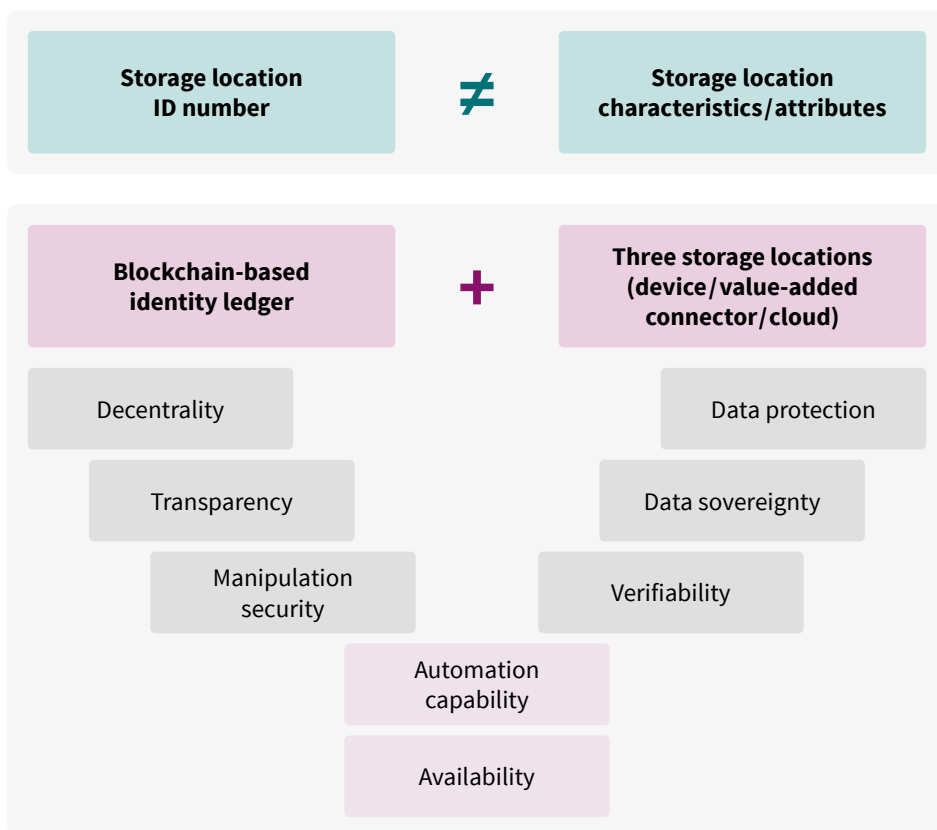 Storage location
ID number
≠
Storage location
characteristics/attributes
Blockchain-based
identity ledger
+
Three storage locations
(device/value-added
connector/cloud)
Decentrality
Data protection
Transparency
Data sovereignty
Manipulation
security
Verifiability
Automation
capability
Availability